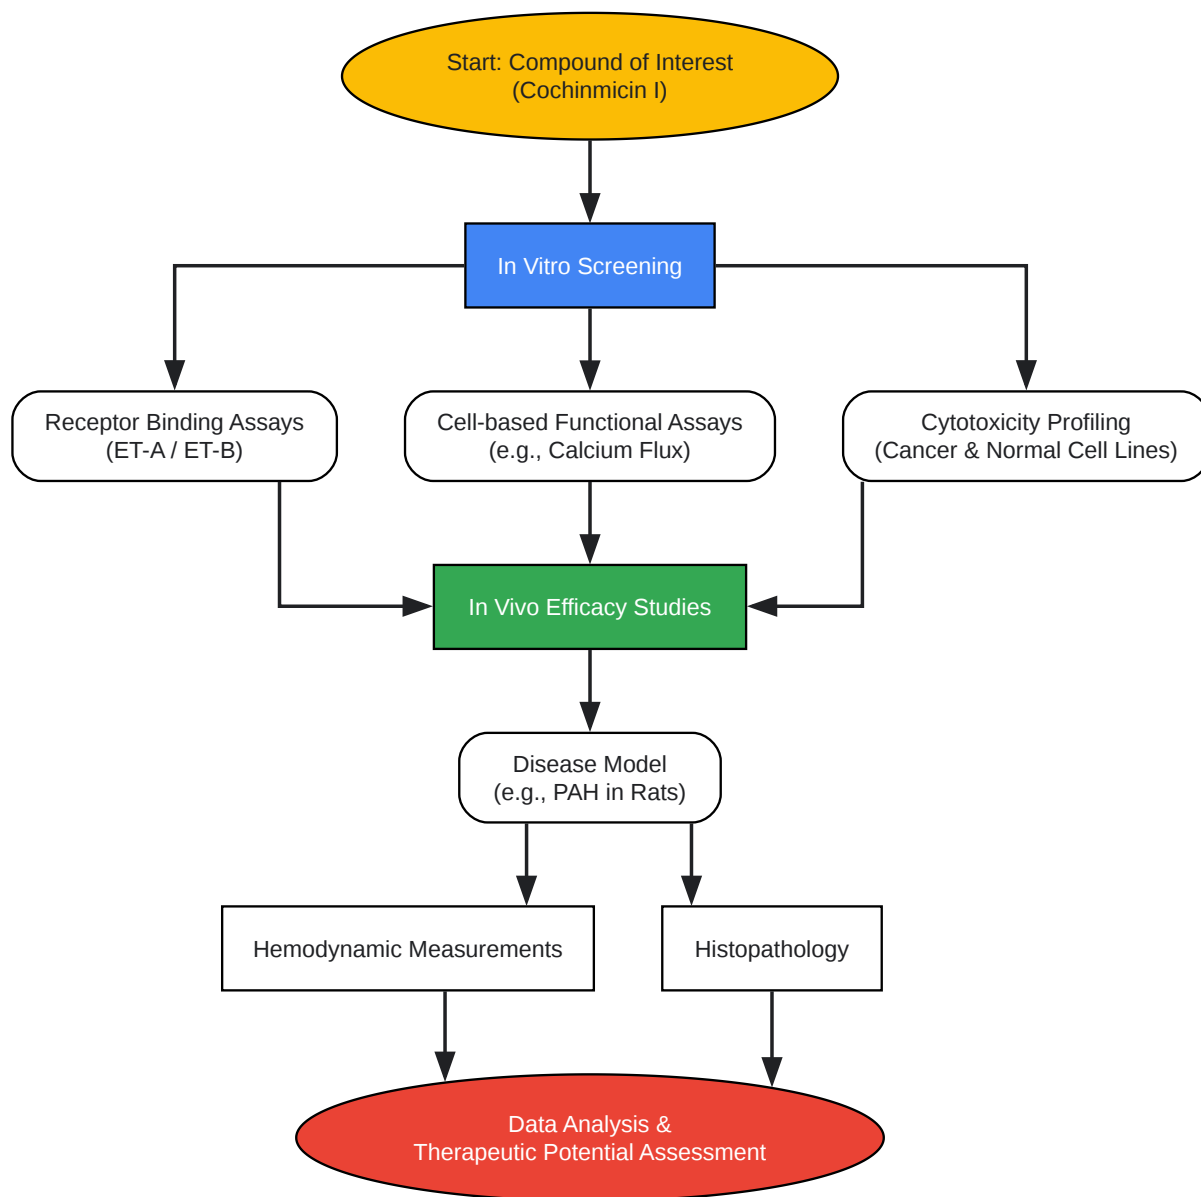 Start: Compound of Interest
(Cochinmicin I)
In Vitro Screening
Receptor Binding Assays
(ET-A / ET-B)
Cell-based Functional Assays
(e.g., Calcium Flux)
Cytotoxicity Profiling
(Cancer & Normal Cell Lines)
In Vivo Efficacy Studies
Disease Model
(e.g., PAH in Rats)
Hemodynamic Measurements
Histopathology
Data Analysis &
Therapeutic Potential Assessment